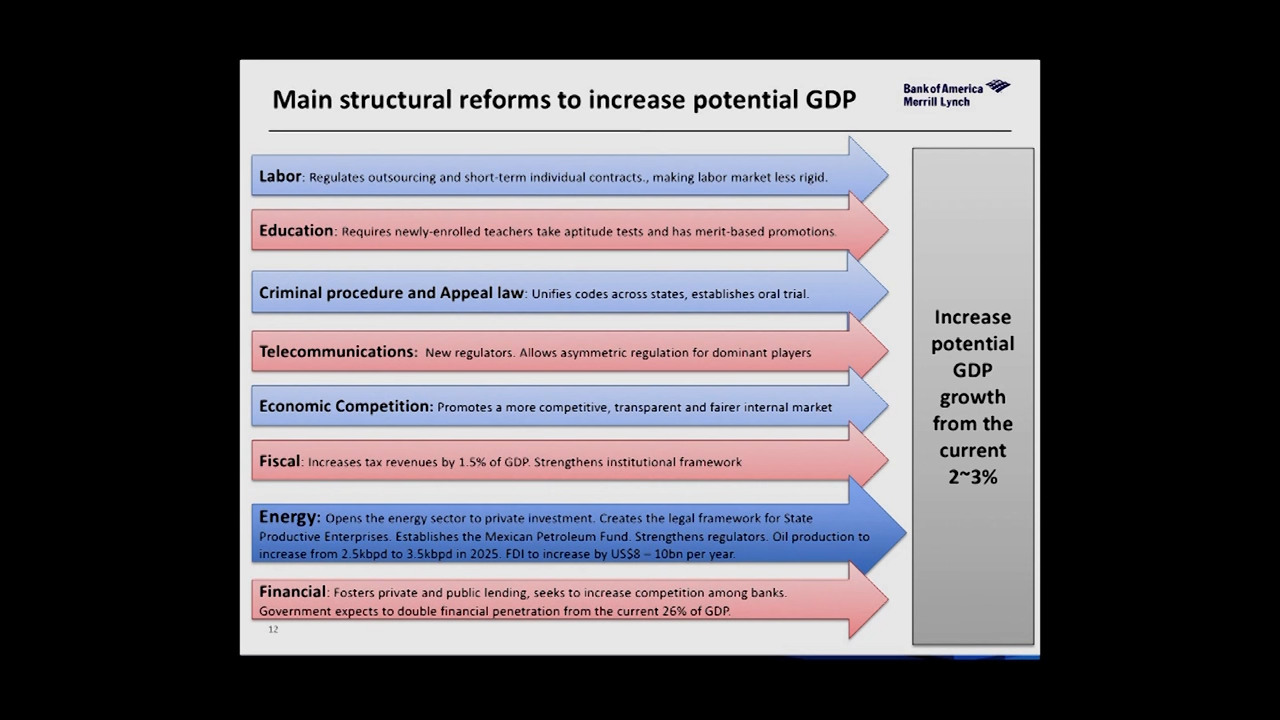 Main structural reforms to increase potential GDP
Bank of America
Merrill Lynch
Labor: Regulates outsourcing and short-term individual contracts., making labor market less rigid.
Education: Requires newly-enrolled teachers take aptitude tests and has merit-based promotions.
Criminal procedure and Appeal law: Unifies codes across states, establishes oral trial.
Telecommunications: New regulators. Allows asymmetric regulation for dominant players
Economic Competition: Promotes a more competitive, transparent and fairer internal market
Fiscal: Increases tax revenues by 1.5% of GDP. Strengthens institutional framework
Energy: Opens the energy sector to private investment. Creates the legal framework for State
Productive Enterprises. Establishes the Mexican Petroleum Fund. Strengthens regulators. Oil production to
increase from 2.5kbpd to 3.5kbpd in 2025. FDI to increase by US$8 – 10bn per year.
Financial: Fosters private and public lending, seeks to increase competition among banks.
Government expects to double financial penetration from the current 26% of GDP.
Increase
potential
GDP
growth
from the
current
2~3%
12